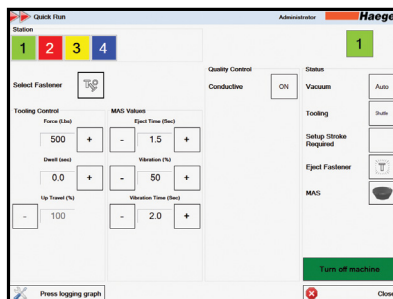 Quick Run
Administrator
Haeger
Station
1 2 3 4
1
Select Fastener
Quality Control
Conductive
ON
Status
Vacuum
Auto
Tooling
Shuttle
Setup Stroke
Required
Eject Fastener
MAS
Tooling Control
Force (Lbs)
500 +
Dwell (sec)
0.0 +
Up Travel (%)
- 100
MAS Values
Eject Time (Sec)
- 1.5 +
Vibration (%)
- 50 +
Vibration Time (Sec)
- 2.0 +
Turn off machine
Press logging graph
Close